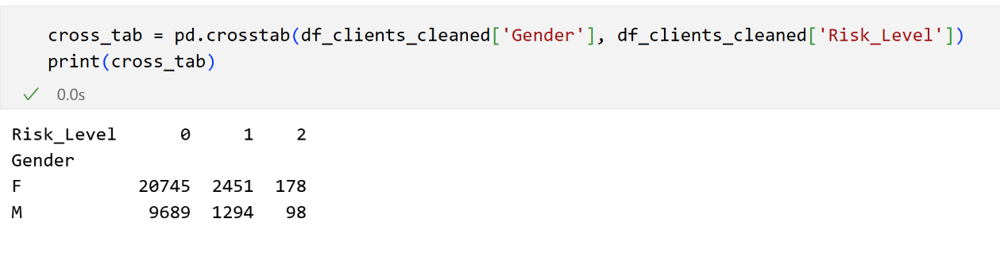 cross_tab = pd.crosstab(df_clients_cleaned['Gender'], df_clients_cleaned['Risk_Level'])
print(cross_tab)
0.0s
Risk_Level 0 1 2
Gender
F 20745 2451 178
M 9689 1294 98